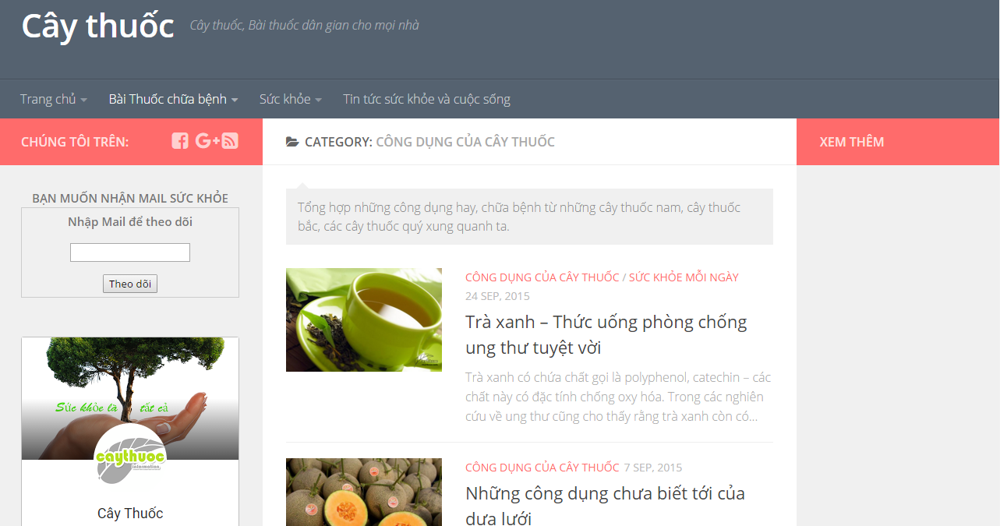 Cây thuốc
Cây thuốc, Bài thuốc dân gian cho mọi nhà
Trang chủ
Bài Thuốc chữa bệnh
Sức khỏe
Tin tức sức khỏe và cuộc sống
CHÚNG TÔI TRÊN:
BẠN MUỐN NHẬN MAIL SỨC KHỎE
Nhập Mail để theo dõi
Theo dõi
Sức khỏe là tất cả
caythuoc
information
Cây Thuốc
CATEGORY: CÔNG DỤNG CỦA CÂY THUỐC
Tổng hợp những công dụng hay, chữa bệnh từ những cây thuốc nam, cây thuốc
bắc, các cây thuốc quý xung quanh ta.
CÔNG DỤNG CỦA CÂY THUỐC / SỨC KHỎE MỖI NGÀY
24 SEP, 2015
Trà xanh – Thức uống phòng chống
ung thư tuyệt vời
Trà xanh có chứa chất gọi là polyphenol, catechin – các
chất này có đặc tính chống oxy hóa. Trong các nghiên
cứu về ung thư cũng cho thấy rằng trà xanh còn có...
CÔNG DỤNG CỦA CÂY THUỐC 7 SEP, 2015
Những công dụng chưa biết tới của
dưa lưới
XEM THÊM